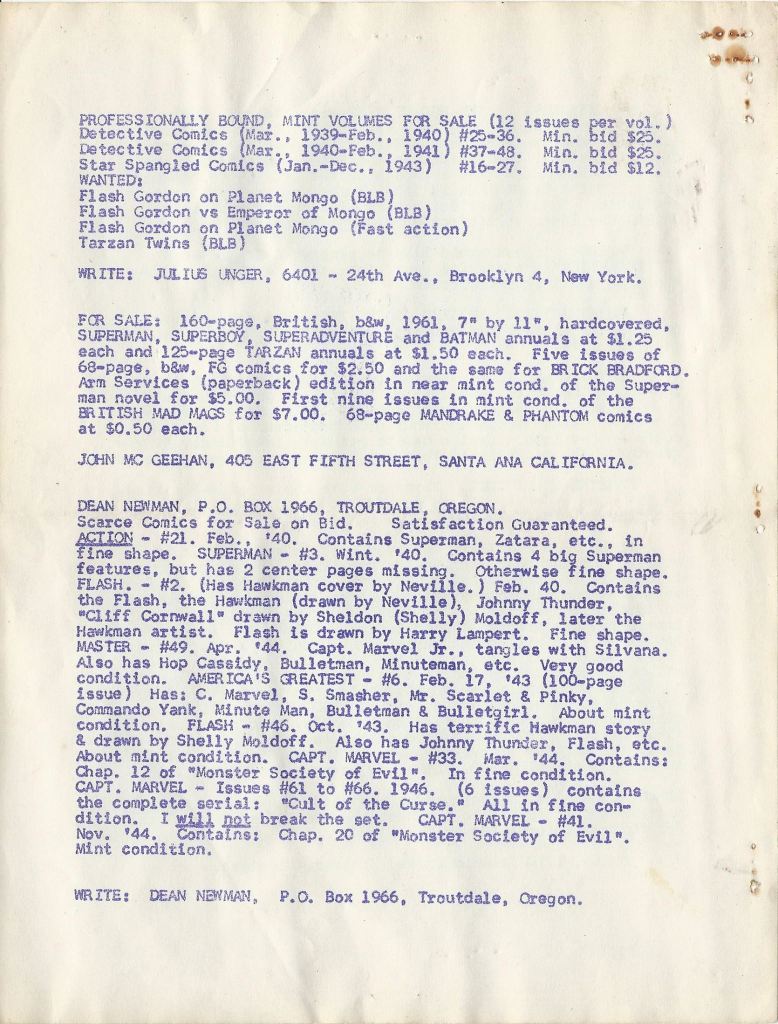 PROFESSIONALLY BOUND, MINT VOLUMES FOR SALE (12 issues per vol.)
Detective Comics (Mar., 1939-Feb., 1940) #25-36. Min. bid $25.
Detective Comics (Mar., 1940-Feb., 1941) #37-48. Min. bid $25.
Star Spangled Comics (Jan.-Dec., 1943) #16-27. Min. bid $12.
WANTED:
Flash Gordon on Planet Mongo (BLB)
Flash Gordon vs Emperor of Mongo (BLB)
Flash Gordon on Planet Mongo (Fast action)
Tarzan Twins (BLB)
WRITE: JULIUS UNGER, 6401 - 24th Ave., Brooklyn 4, New York.
FOR SALE: 160-page, British, b&w, 1961, 7" by 11", hardcovered,
SUPERMAN, SUPERBOY, SUPERADVENTURE and BATMAN annuals at $1.25
each and 125-page TARZAN annuals at $1.50 each. Five issues of
68-page, b&w, FG comics for $2.50 and the same for BRICK BRADFORD.
Arm Services (paperback) edition in near mint cond. of the Super-
man novel for $5.00. First nine issues in mint cond. of the
BRITISH MAD MAGS for $7.00. 68-page MANDRAKE & PHANTOM comics
at $0.50 each.
JOHN MC GEEHAN, 405 EAST FIFTH STREET, SANTA ANA CALIFORNIA.
DEAN NEWMAN, P.O. BOX 1966, TROUTDALE, OREGON.
Scarce Comics for Sale on Bid. Satisfaction Guaranteed.
ACTION - #21. Feb., '40. Contains Superman, Zatara, etc., in
fine shape. SUPERMAN - #3. Wint. '40. Contains 4 big Superman
features, but has 2 center pages missing. Otherwise fine shape.
FLASH. - #2. (Has Hawkman cover by Neville.) Feb. 40. Contains
the Flash, the Hawkman (drawn by Neville), Johnny Thunder,
"Cliff Cornwall" drawn by Sheldon (Shelly) Moldoff, later the
Hawkman artist. Flash is drawn by Harry Lampert. Fine shape.
MASTER - #49. Apr. '44. Capt. Marvel Jr., tangles with Silvana.
Also has Hop Cassidy, Bulletman, Minuteman, etc. Very good
condition. AMERICA'S GREATEST - #6. Feb. 17, '43 (100-page
issue) Has: C. Marvel, S. Smasher, Mr. Scarlet & Pinky,
Commando Yank, Minute Man, Bulletman & Bulletgirl. About mint
condition. FLASH - #46. Oct. '43. Has terrific Hawkman story
& drawn by Shelly Moldoff. Also has Johnny Thunder, Flash, etc.
About mint condition. CAPT. MARVEL - #33. Mar. '44. Contains:
Chap. 12 of "Monster Society of Evil". In fine condition.
CAPT. MARVEL - Issues #61 to #66. 1946. (6 issues) contains
the complete serial: "Cult of the Curse." All in fine con-
dition. I will not break the set. CAPT. MARVEL - #41.
Nov. '44. Contains: Chap. 20 of "Monster Society of Evil".
Mint condition.
WRITE: DEAN NEWMAN, P.O. Box 1966, Troutdale, Oregon.